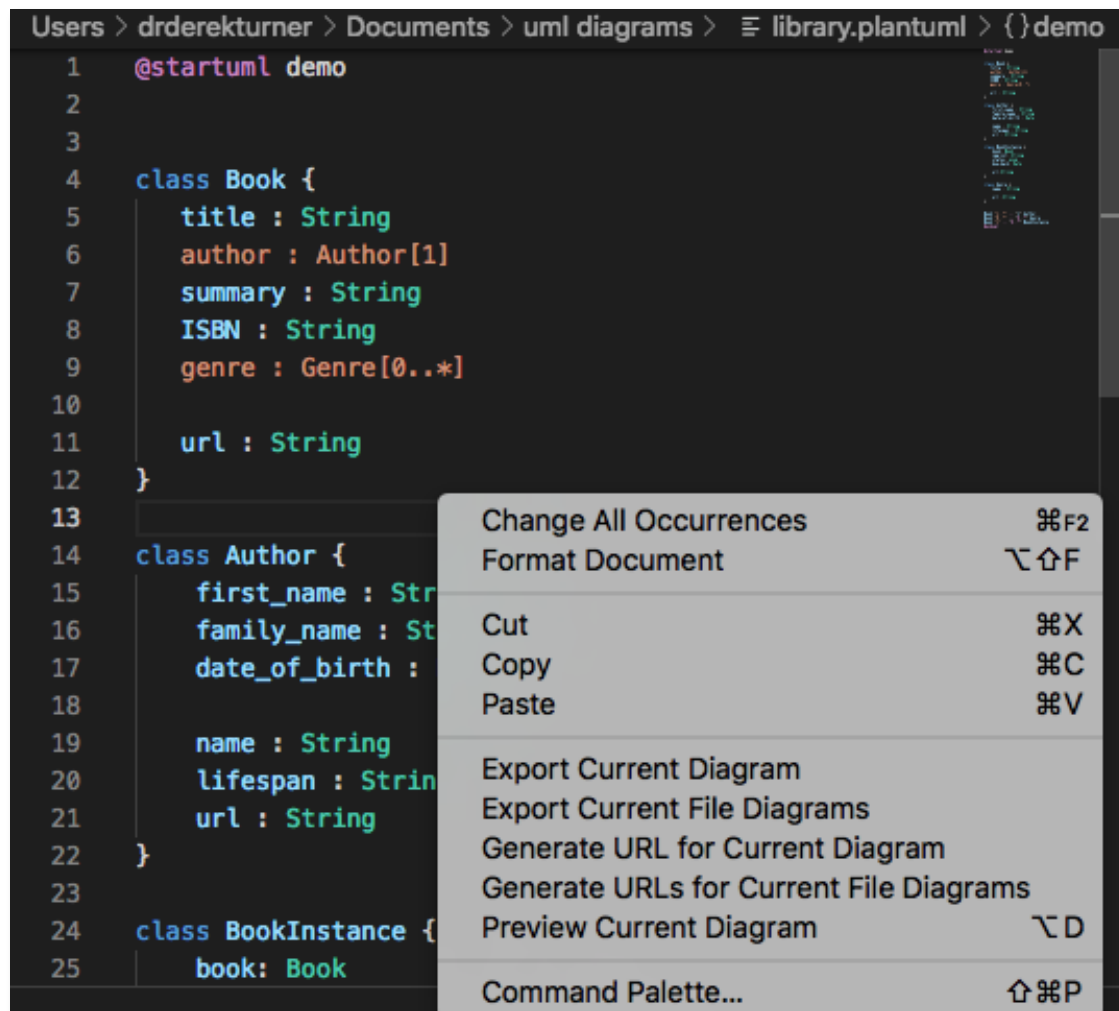 Users > drderekturner > Documents > uml diagrams > library.plantuml > {} demo
1 @startuml demo
2
3
4 class Book {
5 title : String
6 author : Author[1]
7 summary : String
8 ISBN : String
9 genre : Genre[0..*]
10
11 url : String
12 }
13
14 class Author {
15 first_name : Str
16 family_name : St
17 date_of_birth :
18
19 name : String
20 lifespan : Strin
21 url : String
22 }
23
24 class BookInstance {
25 book: Book
Change All Occurrences ⌘F2
Format Document ⌥⇧F
Cut ⌘X
Copy ⌘C
Paste ⌘V
Export Current Diagram
Export Current File Diagrams
Generate URL for Current Diagram
Generate URLs for Current File Diagrams
Preview Current Diagram ⌥D
Command Palette... ⇧⌘P